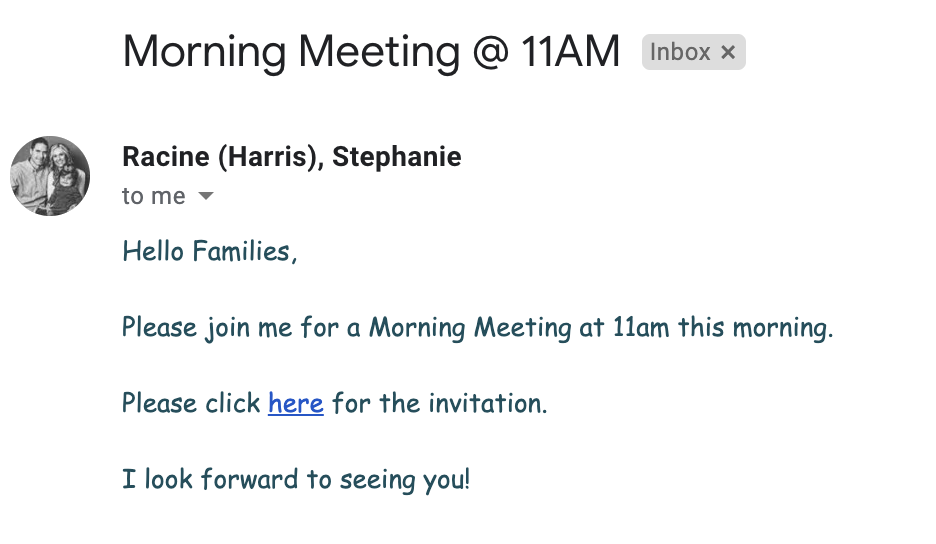 Morning Meeting @ 11AM Inbox ×
Racine (Harris), Stephanie
to me
Hello Families,
Please join me for a Morning Meeting at 11am this morning.
Please click here for the invitation.
I look forward to seeing you!